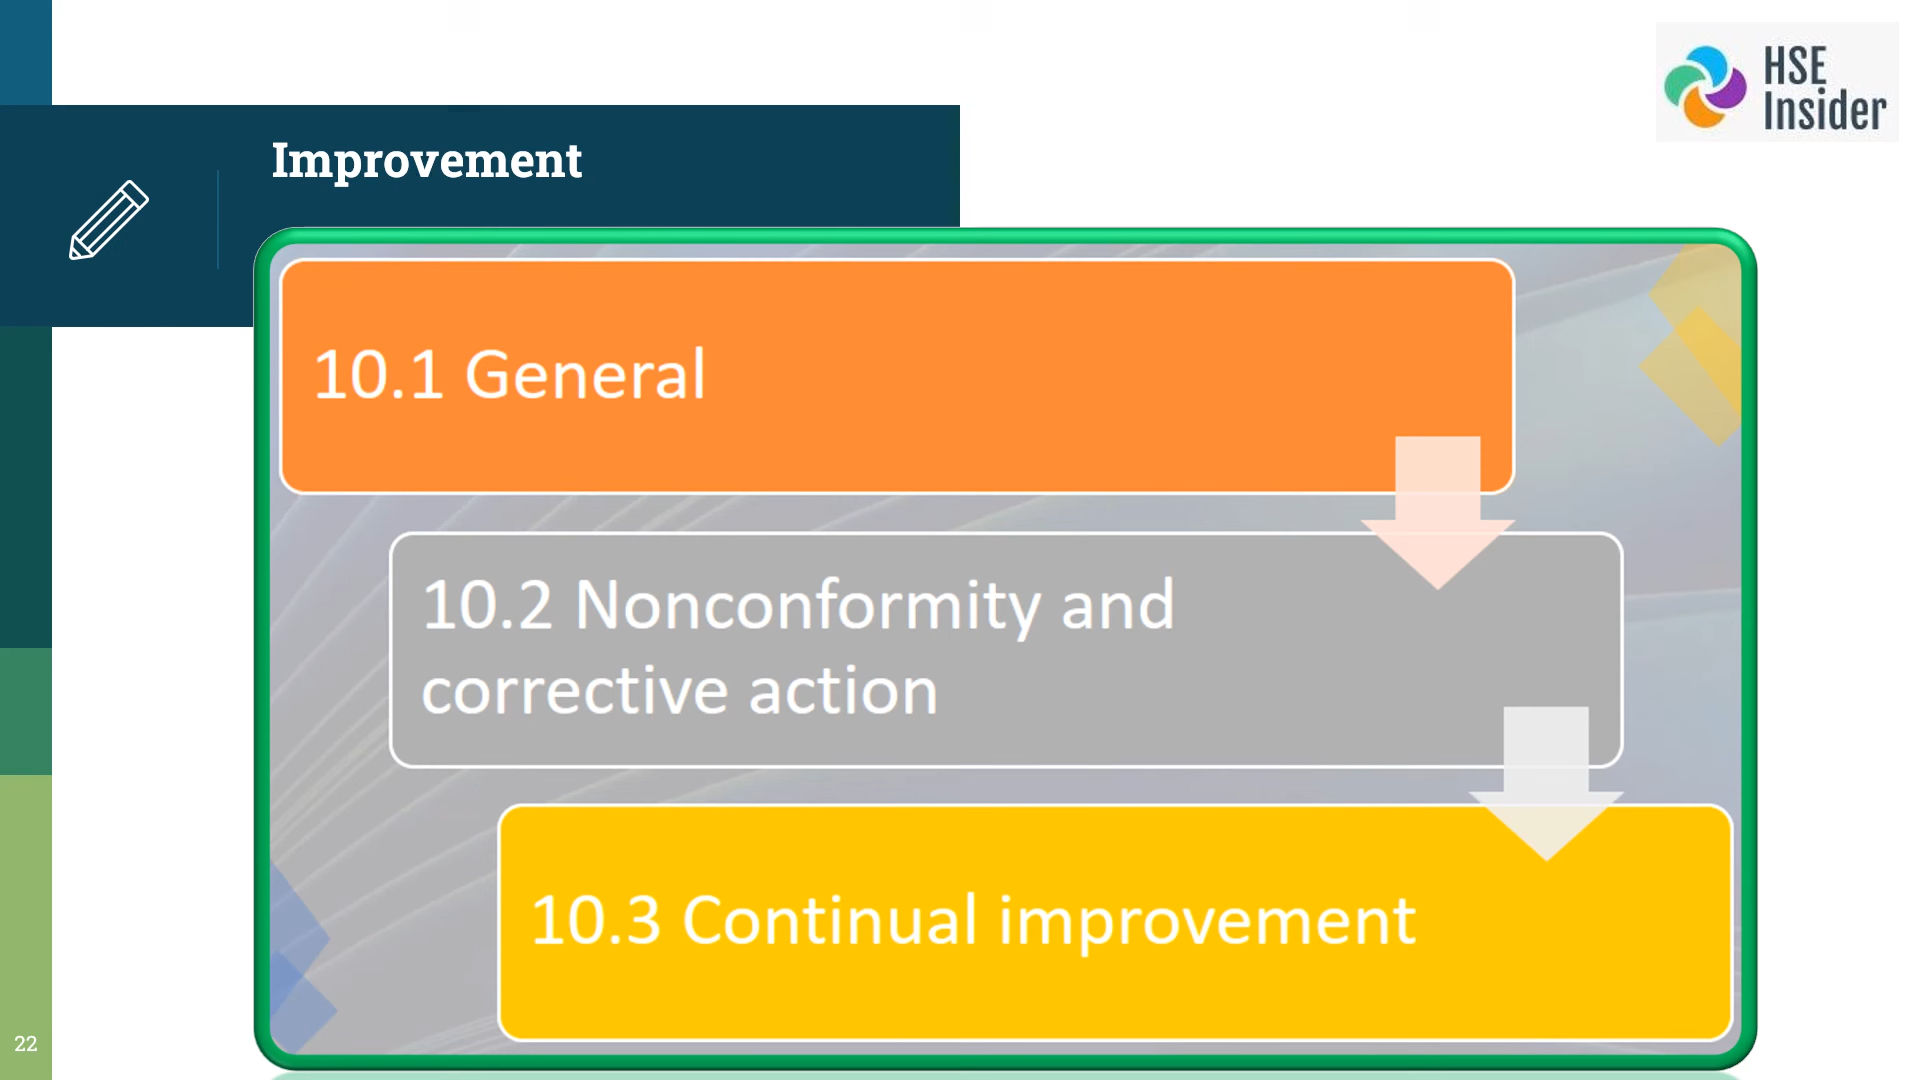 HSE
Insider
Improvement
10.1 General
10.2 Nonconformity and
corrective action
10.3 Continual improvement
22